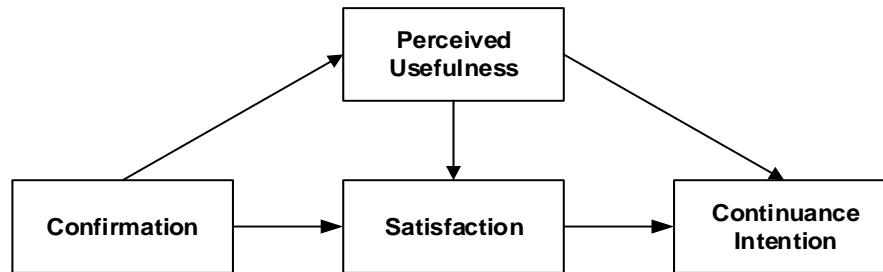 Perceived
Usefulness
Confirmation
Satisfaction
Continuance
Intention